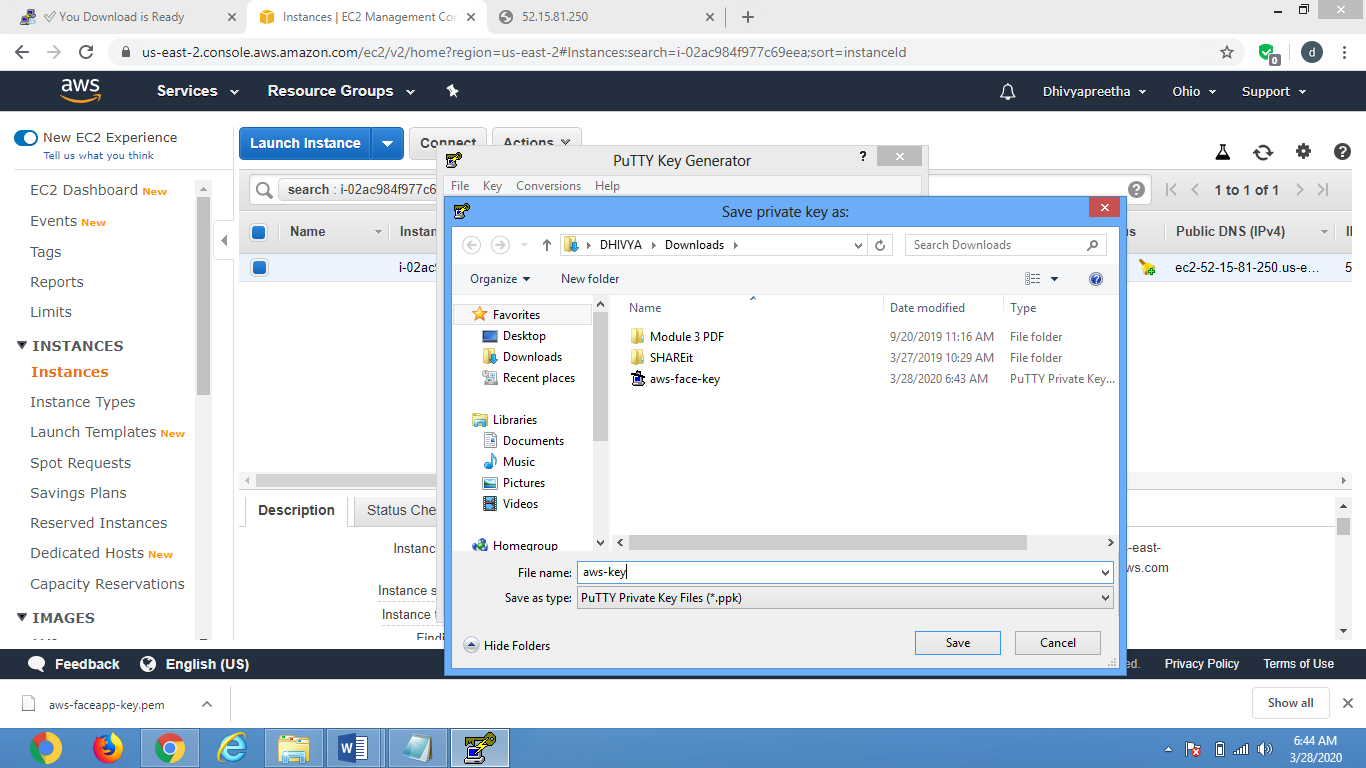 You Download is Ready
Instances | EC2 Management Con
52.15.81.250
us-east-2.console.aws.amazon.com/ec2/v2/home?region=us-east-2#Instances:search=i-02ac984f977c69eea;sort=instanceId
0
d
aws
Services
Resource Groups
Dhivyapreetha
Ohio
Support
New EC2 Experience
Tell us what you think
EC2 Dashboard New
Events New
Tags
Reports
Limits
INSTANCES
Instances
Instance Types
Launch Templates New
Spot Requests
Savings Plans
Reserved Instances
Dedicated Hosts New
Capacity Reservations
IMAGES
Launch Instance
Connect
Actions
search : i-02ac984f977c6
1 to 1 of 1
Name
Instan
us
Public DNS (IPv4)
i-02ac
ec2-52-15-81-250.us-e...
5
Description
Status Che
Instanc
Instance s
Instance t
Findi
-east-
ws.com
PuTTY Key Generator
?
File Key Conversions Help
Save private key as:
DHIVYA
Downloads
Search Downloads
Organize
New folder
Favorites
Desktop
Downloads
Recent places
Libraries
Documents
Music
Pictures
Videos
Homegroup
Name Date modified Type
Module 3 PDF 9/20/2019 11:16 AM File folder
SHAREit 3/27/2019 10:29 AM File folder
aws-face-key 3/28/2020 6:43 AM PuTTY Private Key...
File name: aws-key
Save as type: PuTTY Private Key Files (*.ppk)
Hide Folders
Save
Cancel
Feedback
English (US)
ed.
Privacy Policy
Terms of Use
aws-faceapp-key.pem
Show all
6:44 AM
3/28/2020